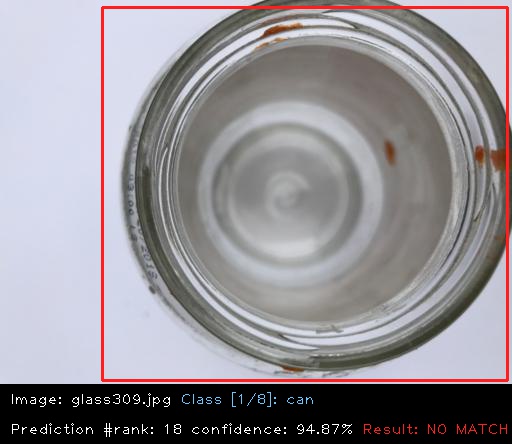 Image: glass309.jpg Class [1/8]: can
Prediction #rank: 18 confidence: 94.87% Result: NO MATCH